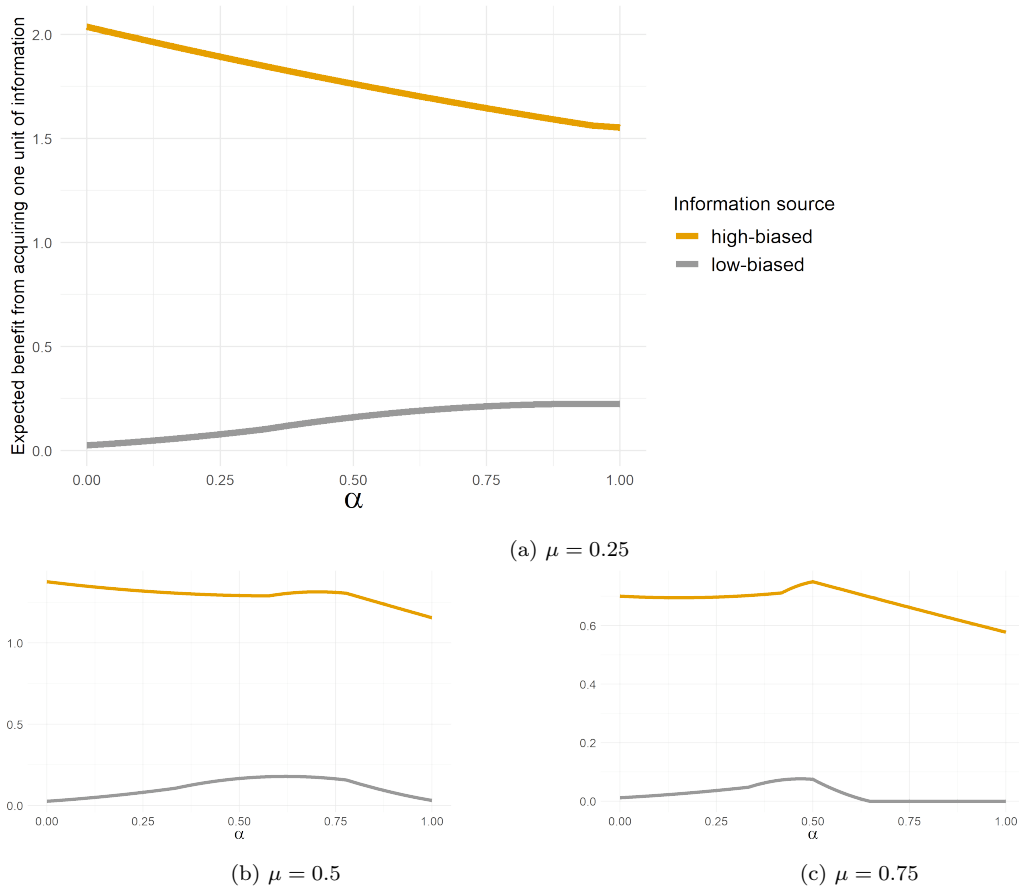 Expected benefit from acquiring one unit of information
2.0
1.5
1.0
0.5
0.0
0.00 0.25 0.50 0.75 1.00
α
Information source
high-biased
low-biased
(a) μ = 0.25
1.0
0.5
0.0
0.00 0.25 0.50 0.75 1.00
α
(b) μ = 0.5
0.6
0.4
0.2
0.0
0.00 0.25 0.50 0.75 1.00
α
(c) μ = 0.75